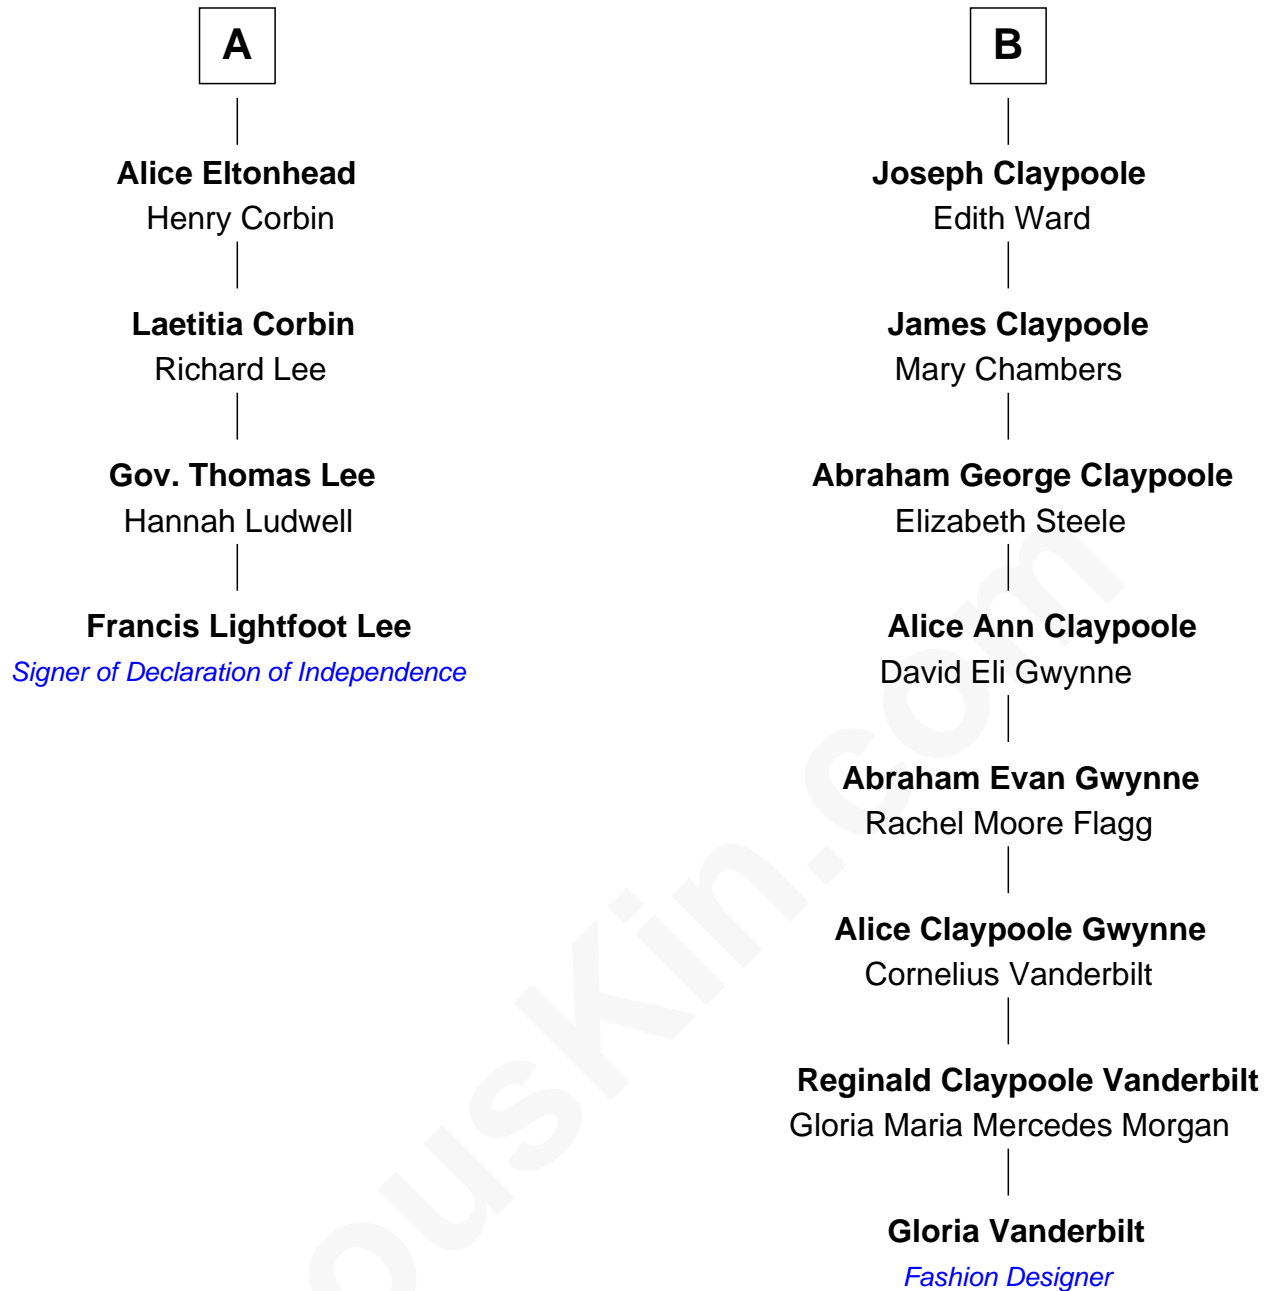 A
Alice Eltonhead
Henry Corbin
Laetitia Corbin
Richard Lee
Gov. Thomas Lee
Hannah Ludwell
Francis Lightfoot Lee
Signer of Declaration of Independence
B
Joseph Claypoole
Edith Ward
James Claypoole
Mary Chambers
Abraham George Claypoole
Elizabeth Steele
Alice Ann Claypoole
David Eli Gwynne
Abraham Evan Gwynne
Rachel Moore Flagg
Alice Claypoole Gwynne
Cornelius Vanderbilt
Reginald Claypoole Vanderbilt
Gloria Maria Mercedes Morgan
Gloria Vanderbilt
Fashion Designer
ousKin.com